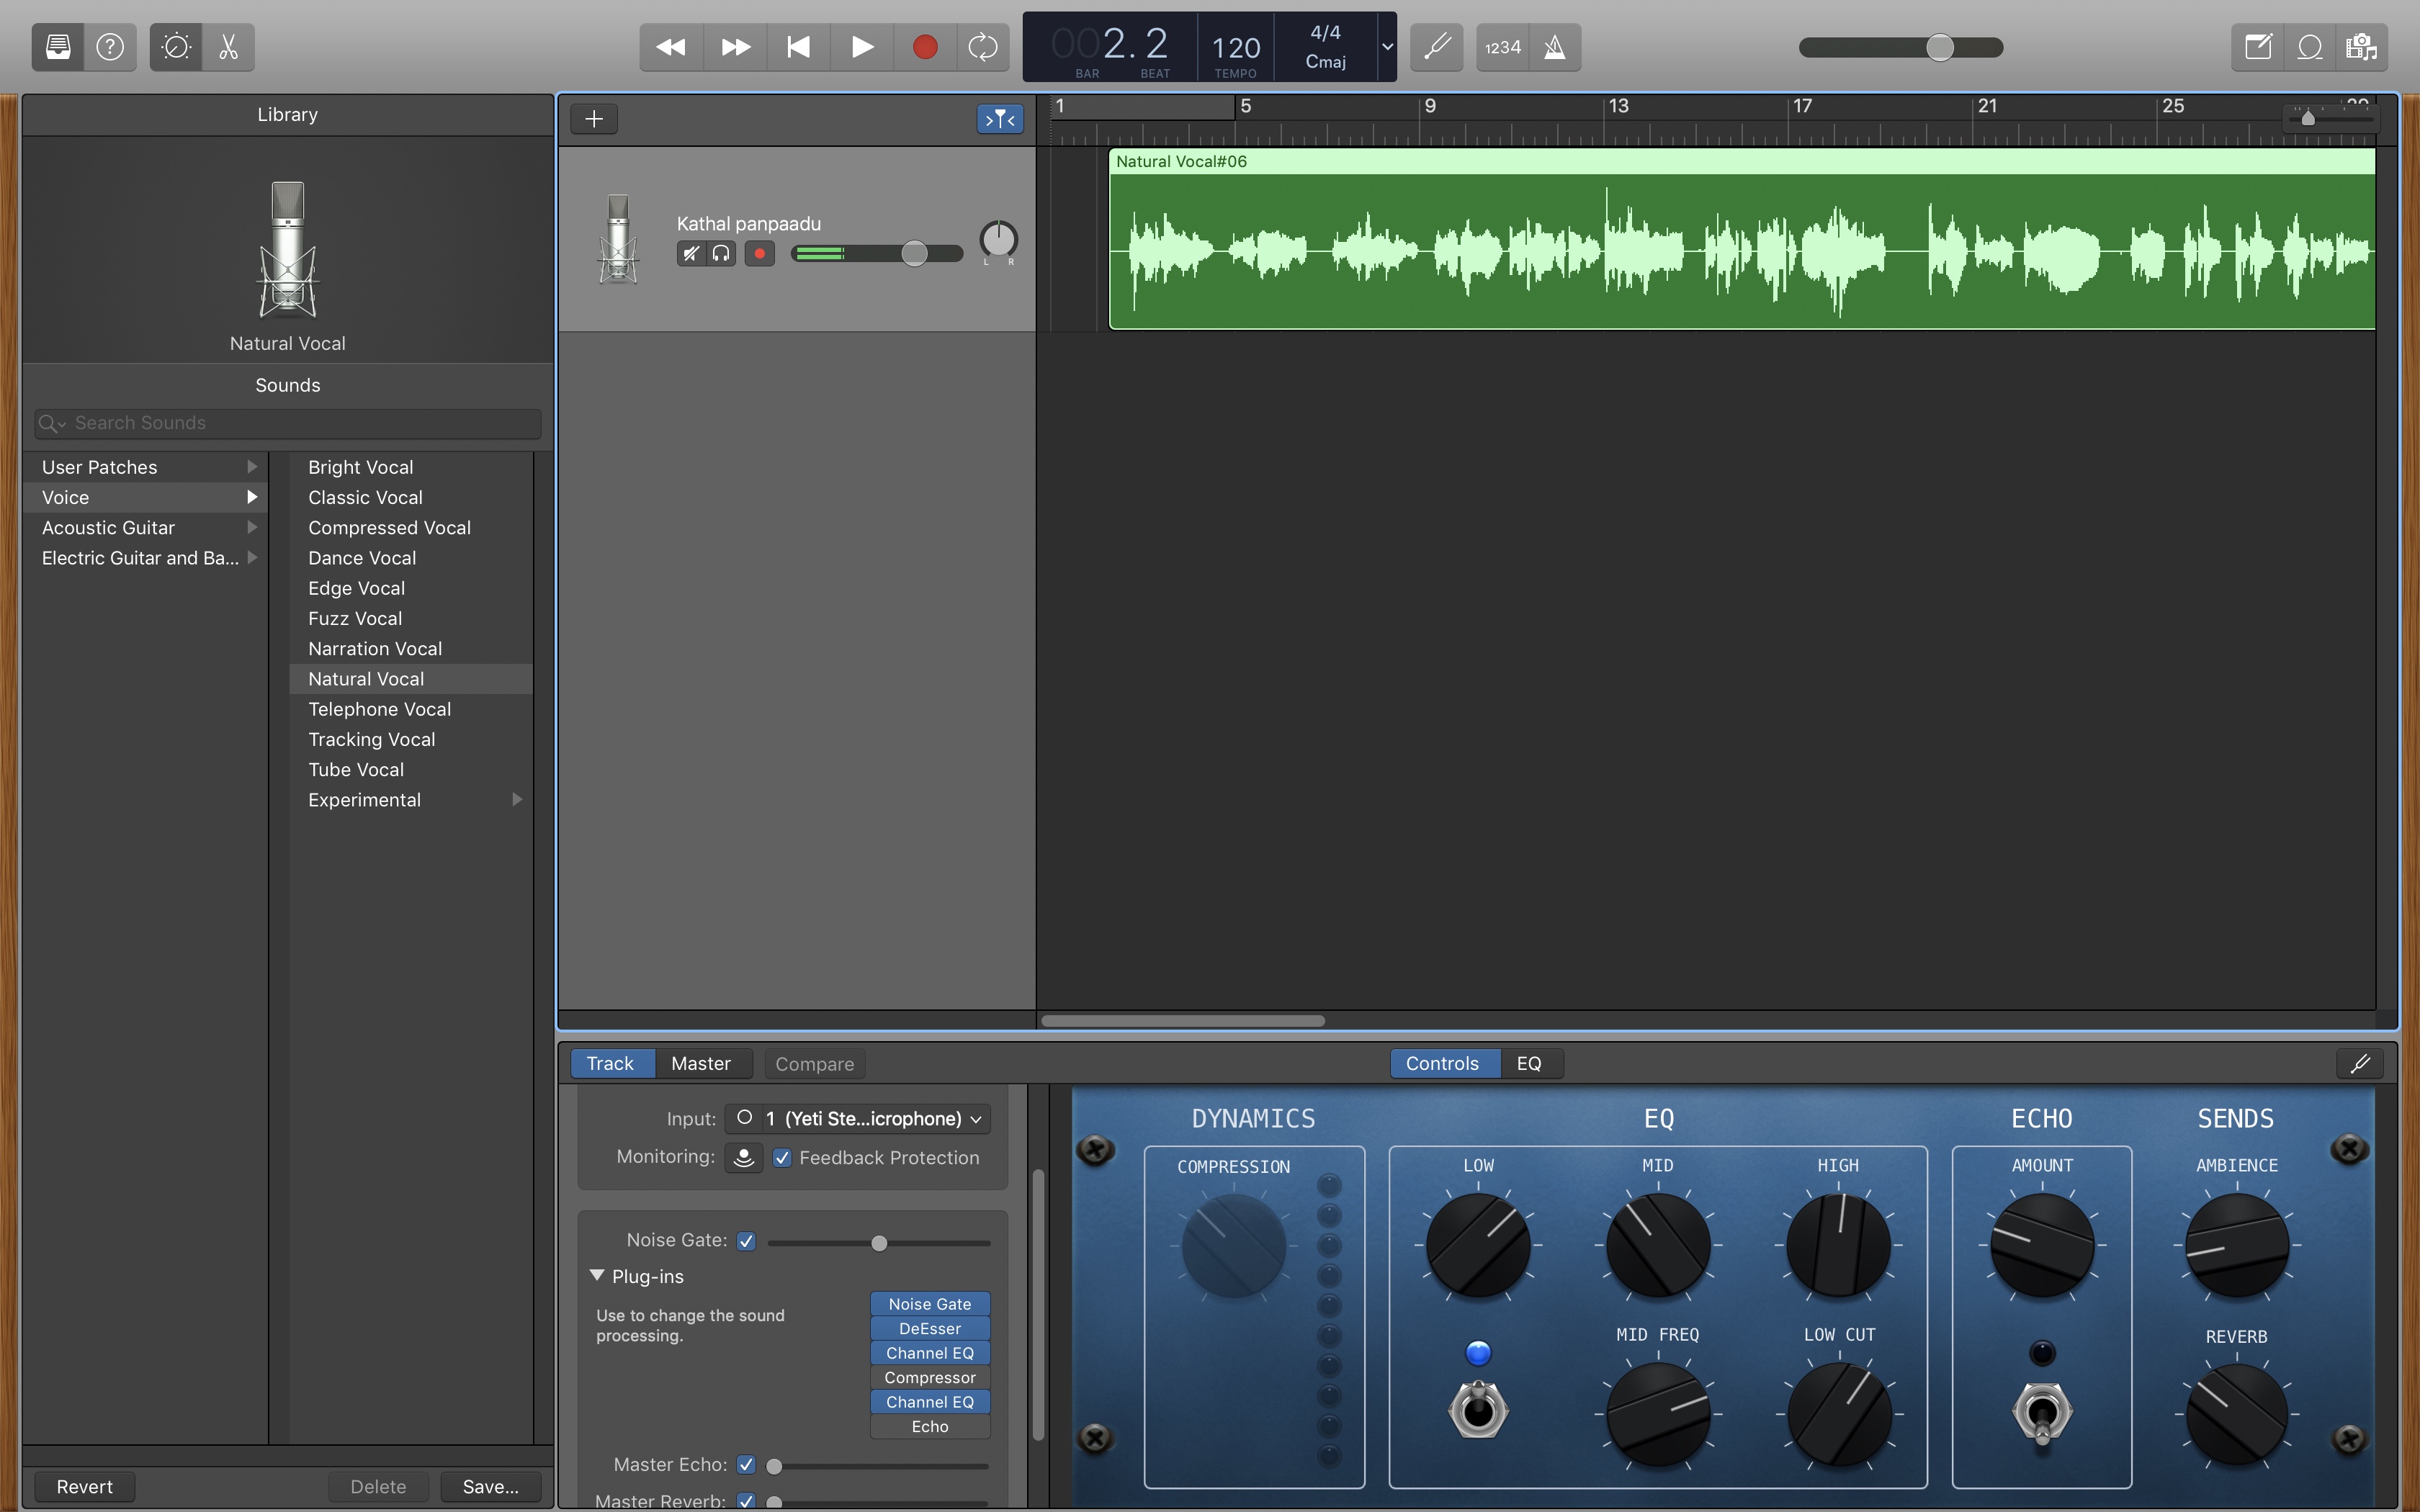 002. 2
BAR
BEAT
120
TEMPO
4/4
Cmaj
1234
Library
Natural Vocal
Sounds
Search Sounds
User Patches
Voice
Acoustic Guitar
Electric Guitar and Ba...
Bright Vocal
Classic Vocal
Compressed Vocal
Dance Vocal
Edge Vocal
Fuzz Vocal
Narration Vocal
Natural Vocal
Telephone Vocal
Tracking Vocal
Tube Vocal
Experimental
Revert
Delete
Save...
1 5 9 13 17 21 25
Kathal panpaadu
L R
Natural Vocal#06
Track
Master
Compare
Controls
EQ
Input: 1 (Yeti Ste...icrophone)
Monitoring: Feedback Protection
Noise Gate:
Plug-ins
Use to change the sound
processing.
Noise Gate
DeEsser
Channel EQ
Compressor
Channel EQ
Echo
Master Echo:
Master Reverb:
DYNAMICS
COMPRESSION
EQ
LOW
MID
HIGH
MID FREQ
LOW CUT
ECHO
AMOUNT
SENDS
AMBIENCE
REVERB